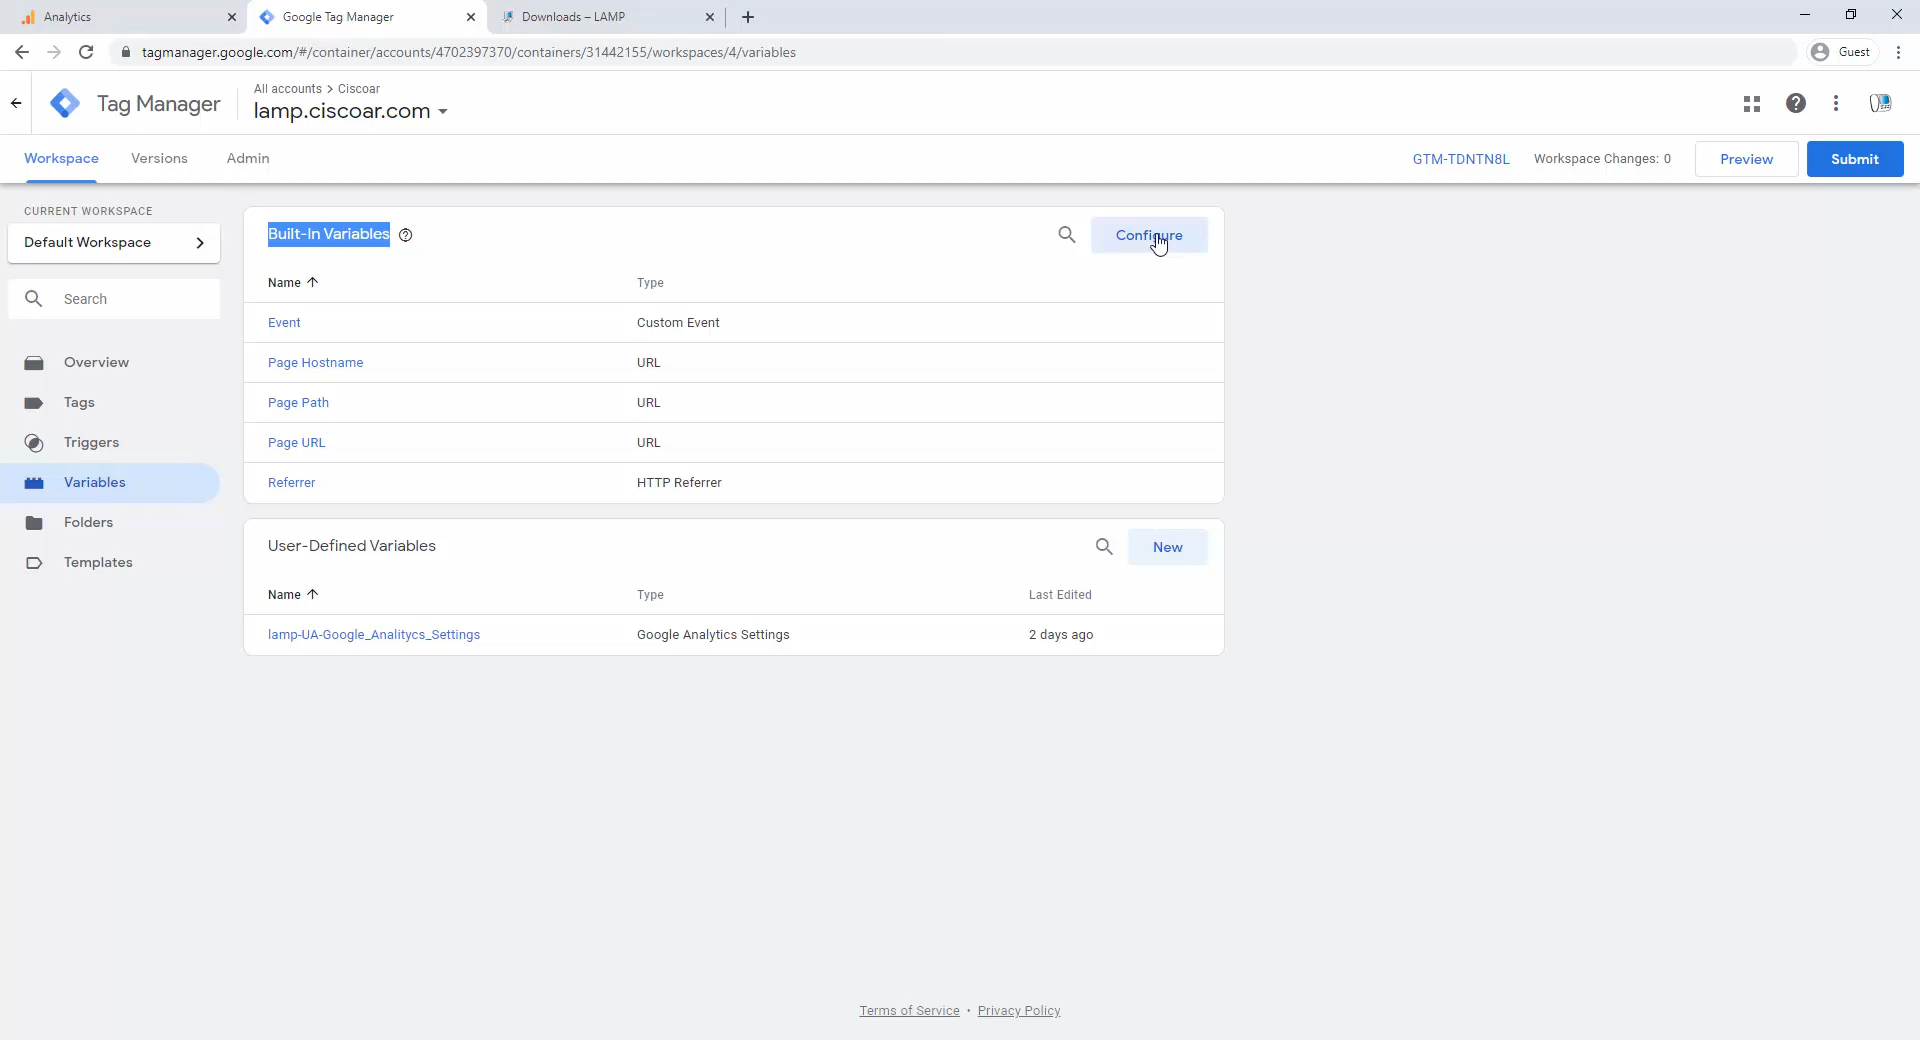 Analytics
Google Tag Manager
Downloads – LAMP
tagmanager.google.com/#/container/accounts/4702397370/containers/31442155/workspaces/4/variables
Guest
Tag Manager
All accounts > Ciscoar
lamp.ciscoar.com
Workspace
Versions
Admin
GTM-TDNTN8L
Workspace Changes: 0
Preview
Submit
CURRENT WORKSPACE
Default Workspace
Search
Overview
Tags
Triggers
Variables
Folders
Templates
Built-In Variables
Configure
Name Type
Event Custom Event
Page Hostname URL
Page Path URL
Page URL URL
Referrer HTTP Referrer
User-Defined Variables
New
Name Type Last Edited
lamp-UA-Google_Analitycs_Settings Google Analytics Settings 2 days ago
Terms of Service • Privacy Policy